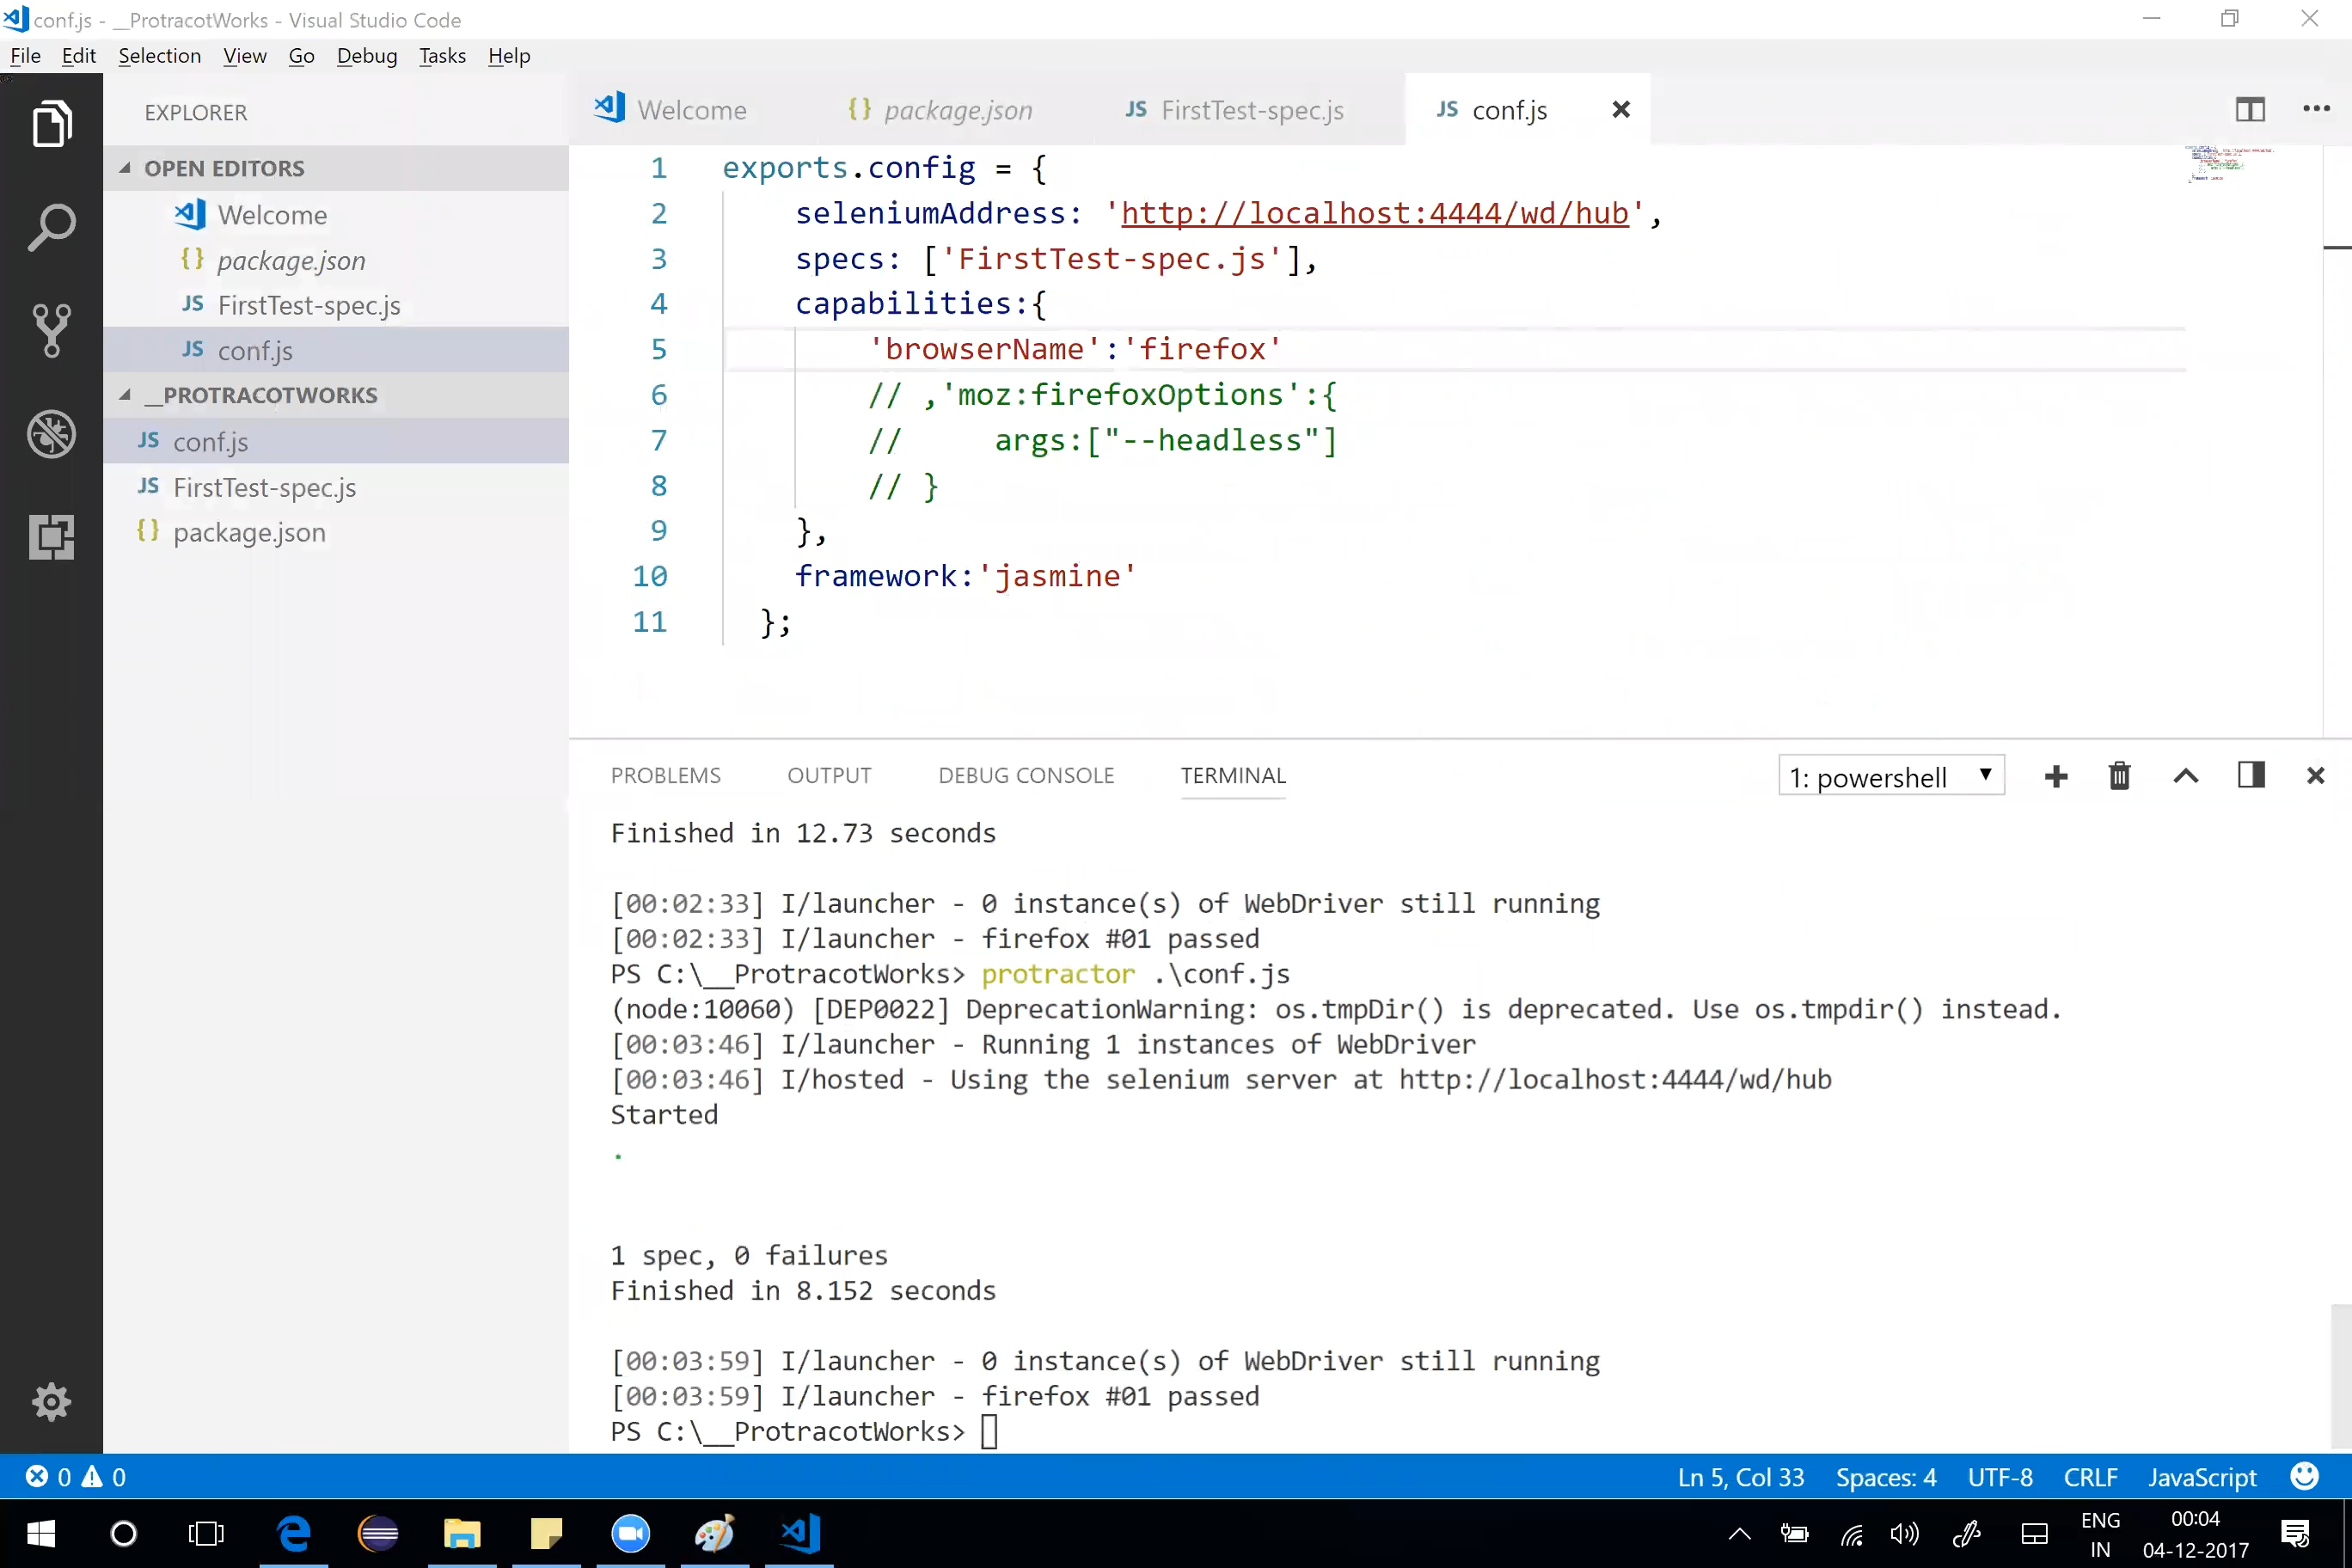 conf.js - __ProtracotWorks - Visual Studio Code
File Edit Selection View Go Debug Tasks Help
EXPLORER
OPEN EDITORS
Welcome
{} package.json
JS FirstTest-spec.js
JS conf.js
__PROTRACOTWORKS
JS conf.js
JS FirstTest-spec.js
{} package.json
Welcome {} package.json JS FirstTest-spec.js JS conf.js
1 exports.config = {
2 seleniumAddress: 'http://localhost:4444/wd/hub',
3 specs: ['FirstTest-spec.js'],
4 capabilities:{
5 'browserName':'firefox'
6 // ,'moz:firefoxOptions':{
7 // args:["--headless"]
8 // }
9 },
10 framework:'jasmine'
11 };
PROBLEMS OUTPUT DEBUG CONSOLE TERMINAL 1: powershell
Finished in 12.73 seconds
[00:02:33] I/launcher - 0 instance(s) of WebDriver still running
[00:02:33] I/launcher - firefox #01 passed
PS C:\__ProtracotWorks> protractor .\conf.js
(node:10060) [DEP0022] DeprecationWarning: os.tmpDir() is deprecated. Use os.tmpdir() instead.
[00:03:46] I/launcher - Running 1 instances of WebDriver
[00:03:46] I/hosted - Using the selenium server at http://localhost:4444/wd/hub
Started
.
1 spec, 0 failures
Finished in 8.152 seconds
[00:03:59] I/launcher - 0 instance(s) of WebDriver still running
[00:03:59] I/launcher - firefox #01 passed
PS C:\__ProtracotWorks>
0 0 Ln 5, Col 33 Spaces: 4 UTF-8 CRLF JavaScript
ENG 00:04
IN 04-12-2017